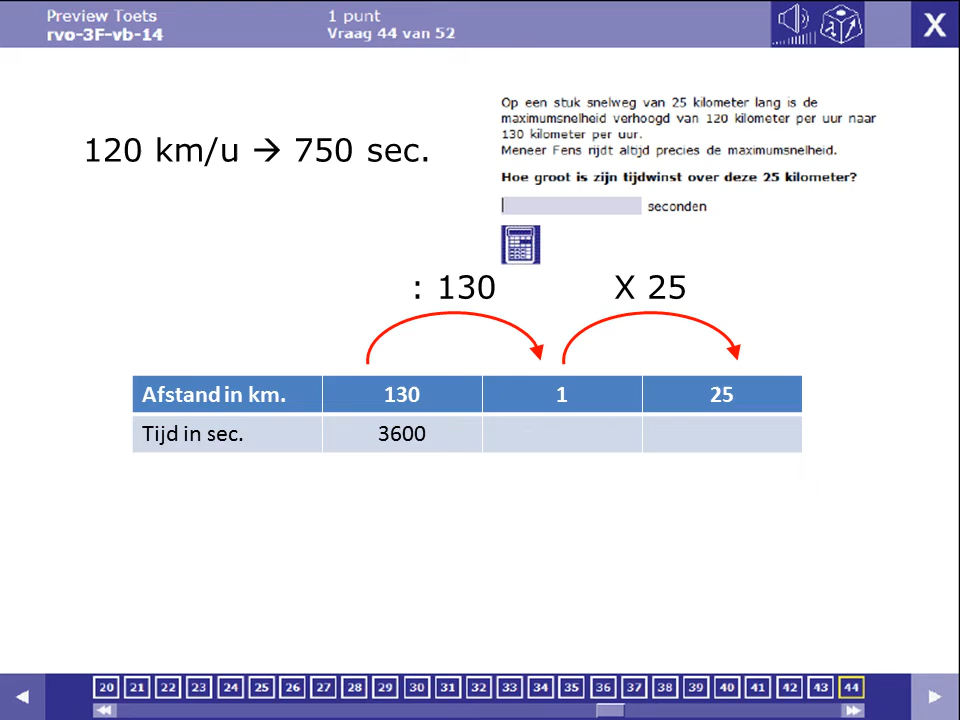 Preview Toets
rvo-3F-vb-14
1 punt
Vraag 44 van 52
X
Op een stuk snelweg van 25 kilometer lang is de
maximumsnelheid verhoogd van 120 kilometer per uur naar
130 kilometer per uur.
Meneer Fens rijdt altijd precies de maximumsnelheid.
Hoe groot is zijn tijdwinst over deze 25 kilometer?
seconden
120 km/u → 750 sec.
: 130
X 25
Afstand in km. 130 1 25
Tijd in sec. 3600
20 21 22 23 24 25 26 27 28 29 30 31 32 33 34 35 36 37 38 39 40 41 42 43 44